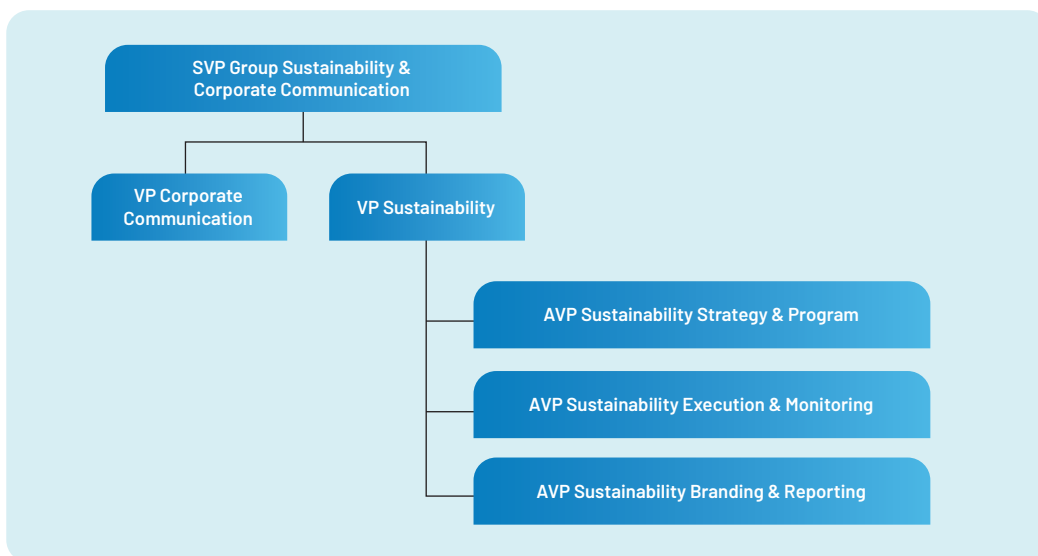 SVP Group Sustainability &
Corporate Communication
VP Corporate
Communication
VP Sustainability
AVP Sustainability Strategy & Program
AVP Sustainability Execution & Monitoring
AVP Sustainability Branding & Reporting